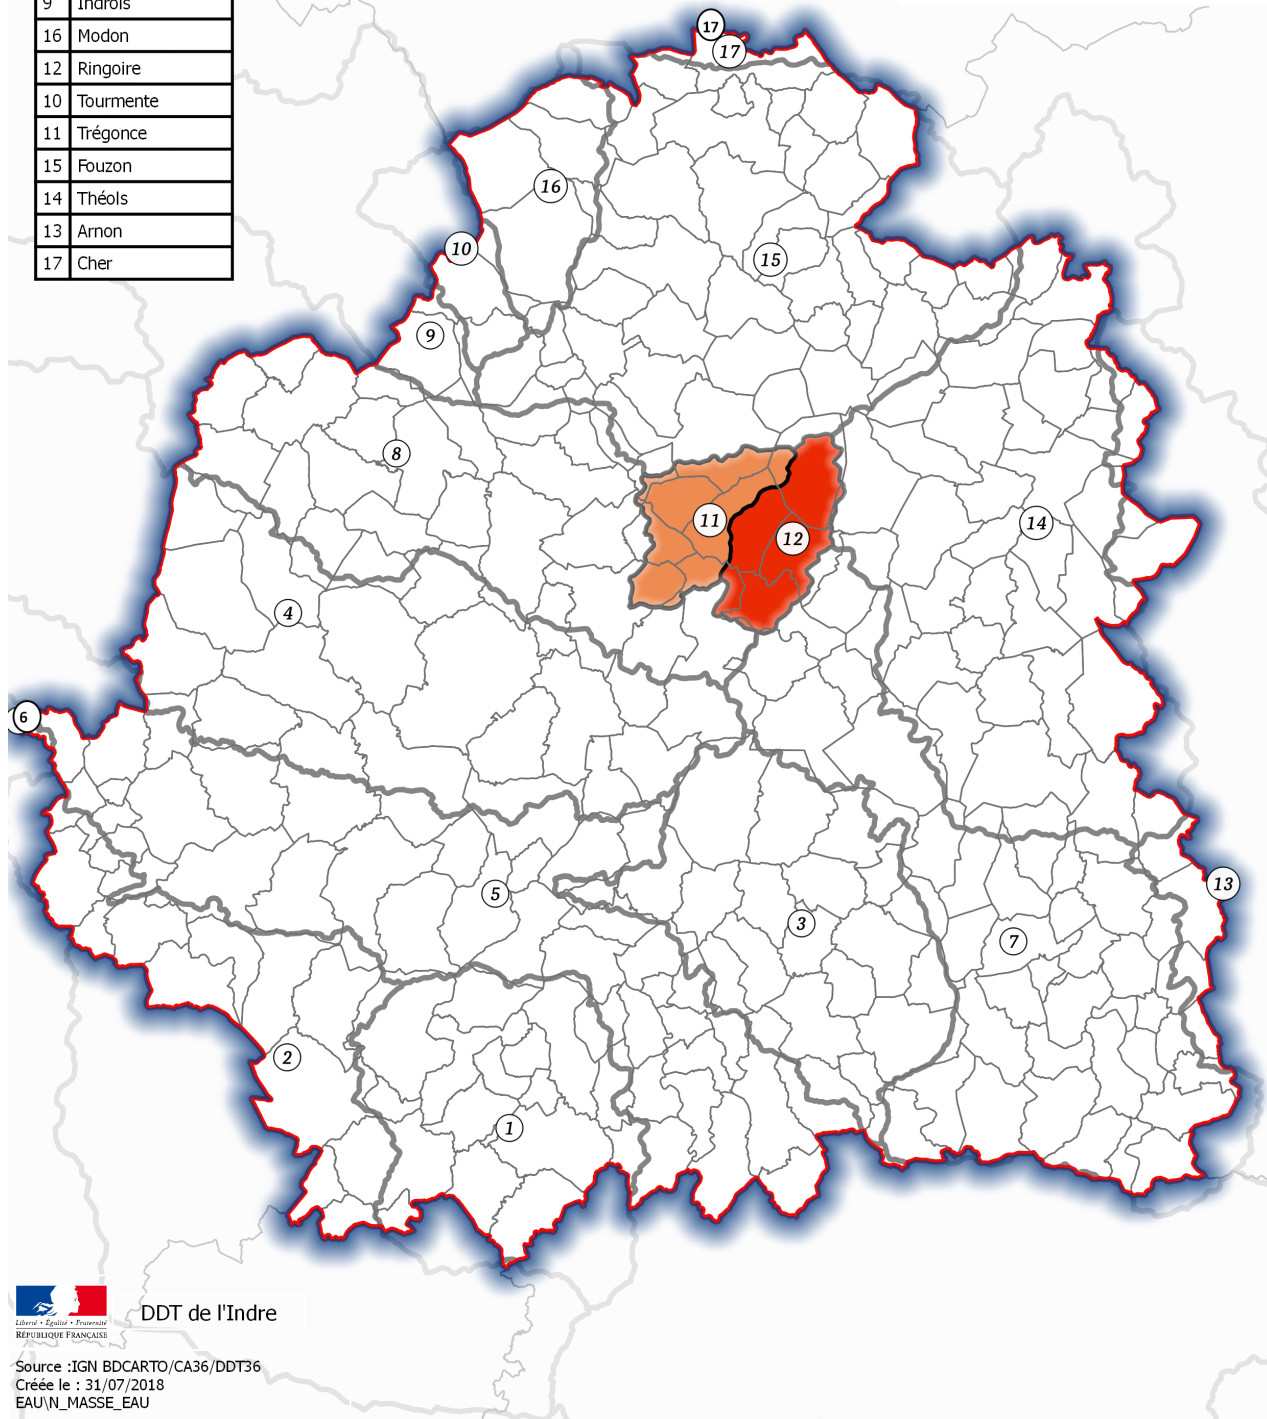 9 Indrois
16 Modon
12 Ringoire
10 Tourmente
11 Trégonce
15 Fouzon
14 Théols
13 Arnon
17 Cher
17
17
16
10
15
9
8
11
12
14
4
6
5
13
3
7
2
1
Liberté • Égalité • Fraternité
RÉPUBLIQUE FRANÇAISE
DDT de l'Indre
Source :IGN BDCARTO/CA36/DDT36
Créée le : 31/07/2018
EAU\N_MASSE_EAU